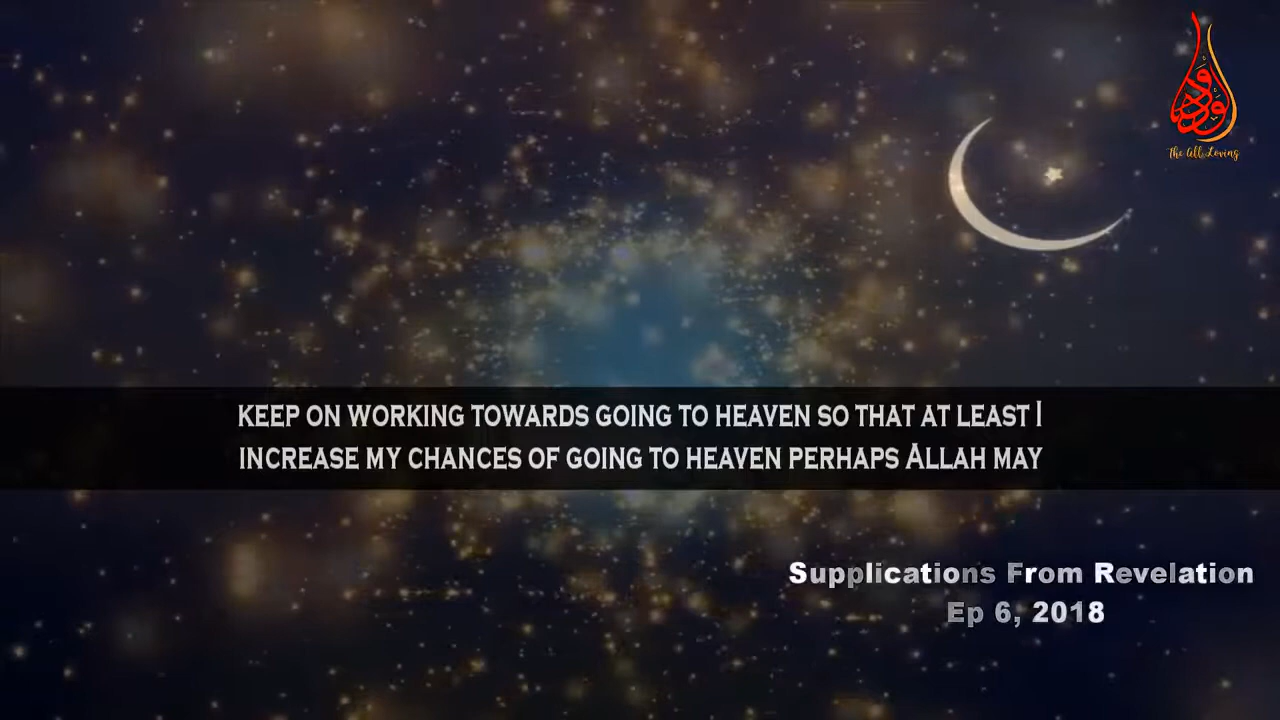 ودود
The All Loving
KEEP ON WORKING TOWARDS GOING TO HEAVEN SO THAT AT LEAST I
INCREASE MY CHANCES OF GOING TO HEAVEN PERHAPS ALLAH MAY
Supplications From Revelation
Ep 6, 2018